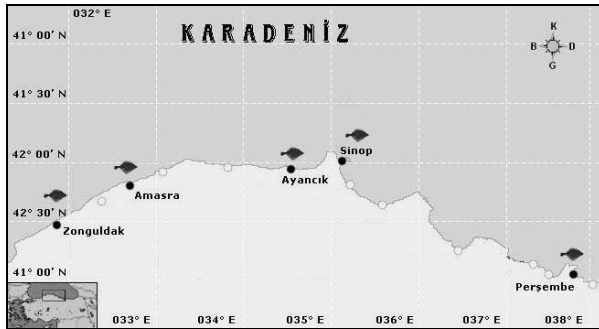 032° E
KARADENİZ
K
B D
G
41° 00' N
41° 30' N
42° 00' N
42° 30' N
41° 00' N
Sinop
Ayancık
Amasra
Zonguldak
Perşembe
033° E 034° E 035° E 036° E 037° E 038° E